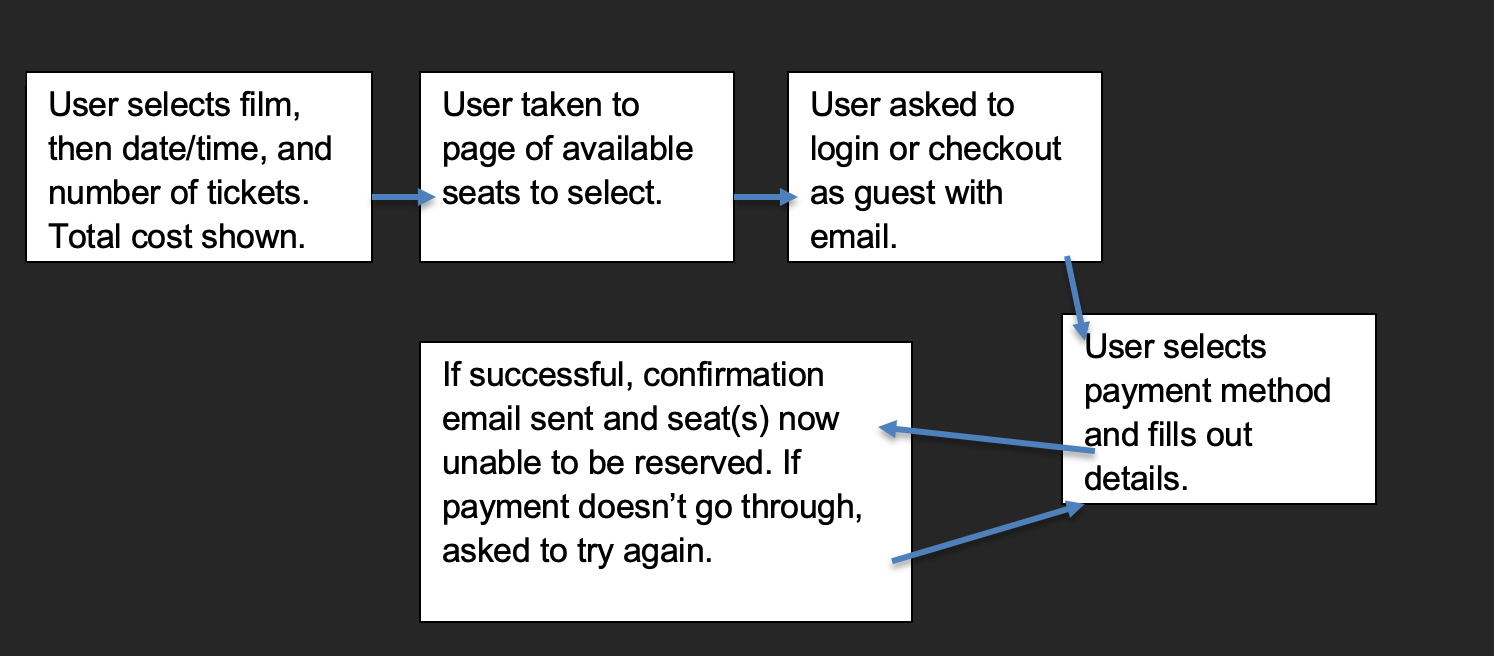 User selects film,
then date/time, and
number of tickets.
Total cost shown.
User taken to
page of available
seats to select.
User asked to
login or checkout
as guest with
email.
User selects
payment method
and fills out
details.
If successful, confirmation
email sent and seat(s) now
unable to be reserved. If
payment doesn’t go through,
asked to try again.